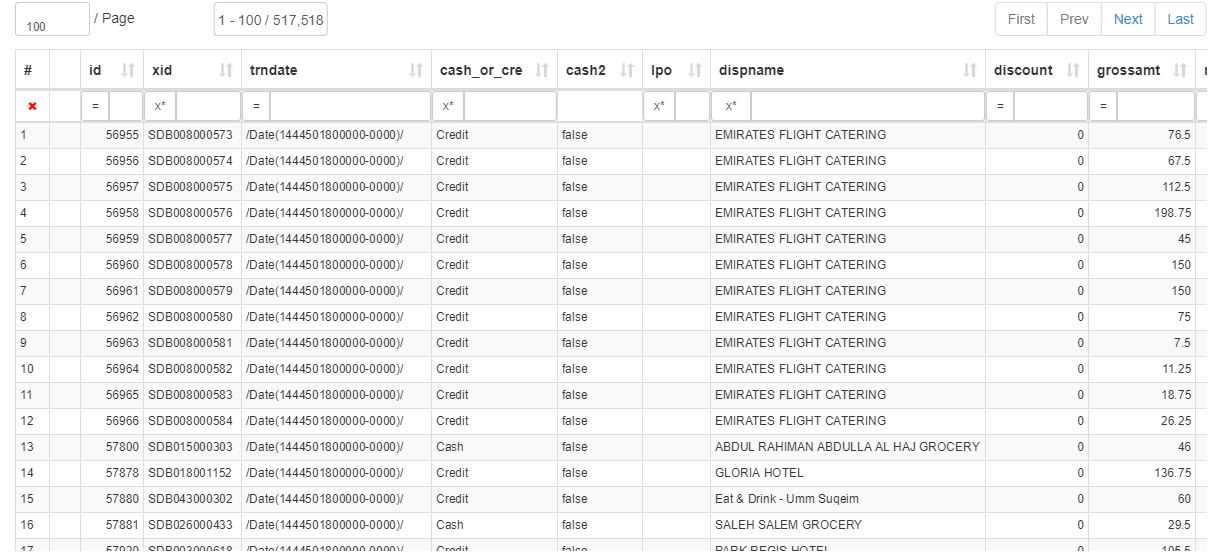 100 / Page 1 - 100 / 517,518 First Prev Next Last
# id xid trndate cash_or_cre cash2 lpo dispname discount grossamt
✖ = x* = x* x* x* = =
1 56955 SDB008000573 /Date(1444501800000-0000)/ Credit false EMIRATES FLIGHT CATERING 0 76.5
2 56956 SDB008000574 /Date(1444501800000-0000)/ Credit false EMIRATES FLIGHT CATERING 0 67.5
3 56957 SDB008000575 /Date(1444501800000-0000)/ Credit false EMIRATES FLIGHT CATERING 0 112.5
4 56958 SDB008000576 /Date(1444501800000-0000)/ Credit false EMIRATES FLIGHT CATERING 0 198.75
5 56959 SDB008000577 /Date(1444501800000-0000)/ Credit false EMIRATES FLIGHT CATERING 0 45
6 56960 SDB008000578 /Date(1444501800000-0000)/ Credit false EMIRATES FLIGHT CATERING 0 150
7 56961 SDB008000579 /Date(1444501800000-0000)/ Credit false EMIRATES FLIGHT CATERING 0 150
8 56962 SDB008000580 /Date(1444501800000-0000)/ Credit false EMIRATES FLIGHT CATERING 0 75
9 56963 SDB008000581 /Date(1444501800000-0000)/ Credit false EMIRATES FLIGHT CATERING 0 7.5
10 56964 SDB008000582 /Date(1444501800000-0000)/ Credit false EMIRATES FLIGHT CATERING 0 11.25
11 56965 SDB008000583 /Date(1444501800000-0000)/ Credit false EMIRATES FLIGHT CATERING 0 18.75
12 56966 SDB008000584 /Date(1444501800000-0000)/ Credit false EMIRATES FLIGHT CATERING 0 26.25
13 57800 SDB015000303 /Date(1444501800000-0000)/ Cash false ABDUL RAHIMAN ABDULLA AL HAJ GROCERY 0 46
14 57878 SDB018001152 /Date(1444501800000-0000)/ Credit false GLORIA HOTEL 0 136.75
15 57880 SDB043000302 /Date(1444501800000-0000)/ Credit false Eat & Drink - Umm Suqeim 0 60
16 57881 SDB026000433 /Date(1444501800000-0000)/ Cash false SALEH SALEM GROCERY 0 29.5
17 57920 SDB003000618 /Date(1444501800000-0000)/ Credit false PARK REGIS HOTEL 0 105.5